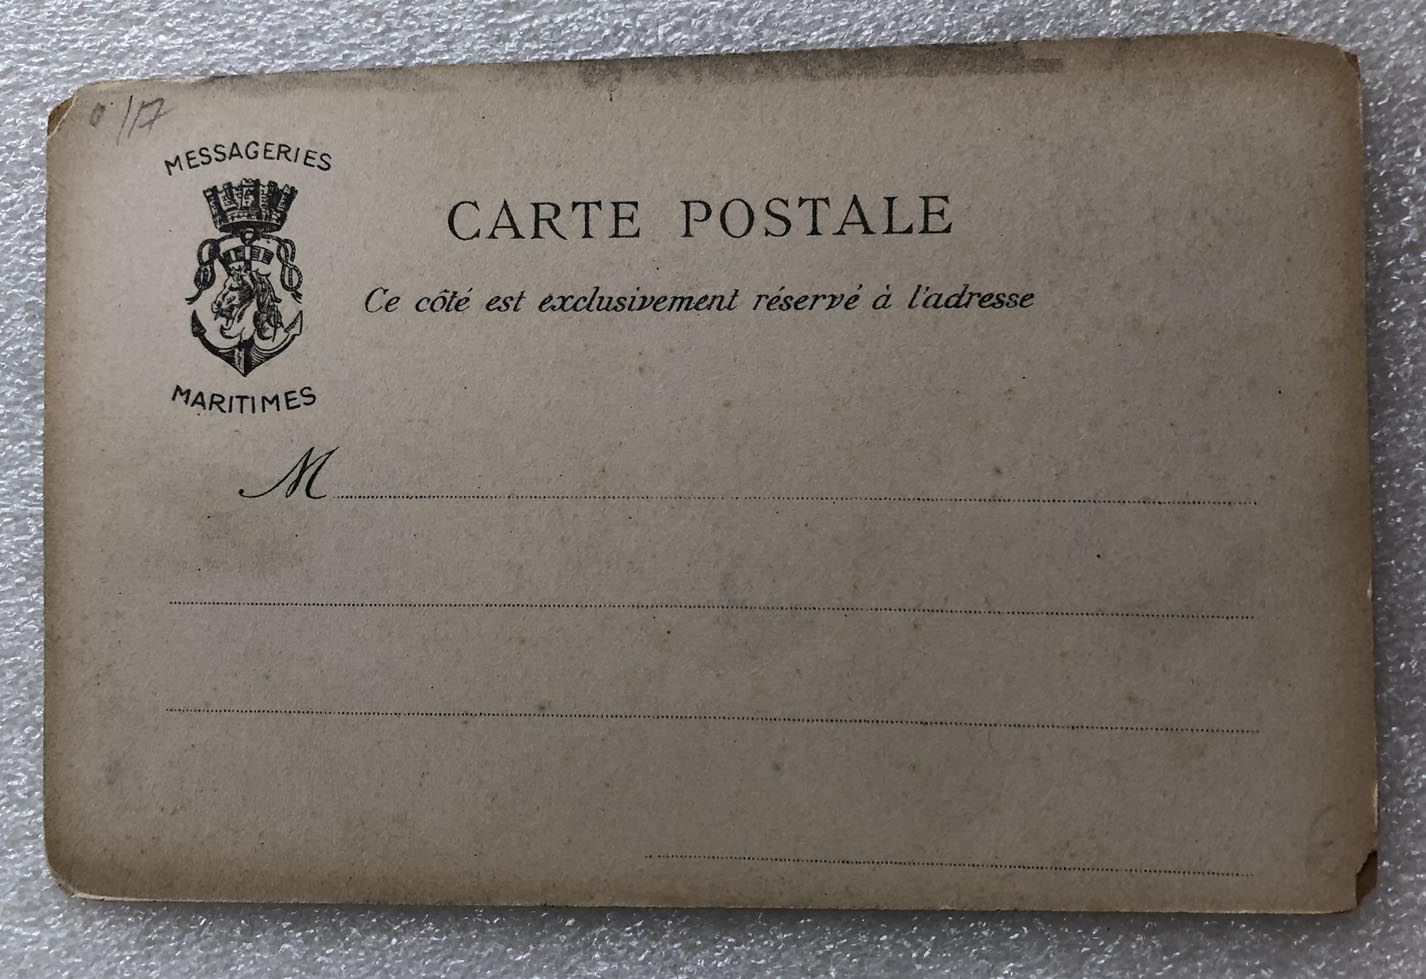 0/17
MESSAGERIES
MARITIMES
CARTE POSTALE
Ce côté est exclusivement réservé à l'adresse
M